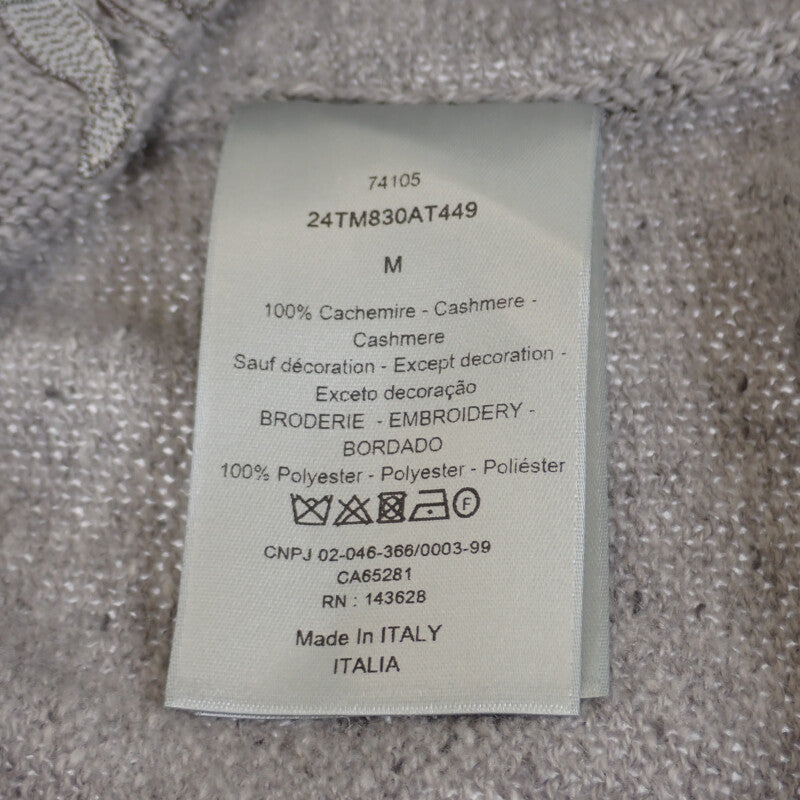 74105
24TM830AT449
M
100% Cachemire - Cashmere -
Cashmere
Sauf décoration - Except decoration -
Exceto decoração
BRODERIE - EMBROIDERY -
BORDADO
100% Polyester - Polyester - Poliéster
F
CNPJ 02-046-366/0003-99
CA65281
RN : 143628
Made In ITALY
ITALIA